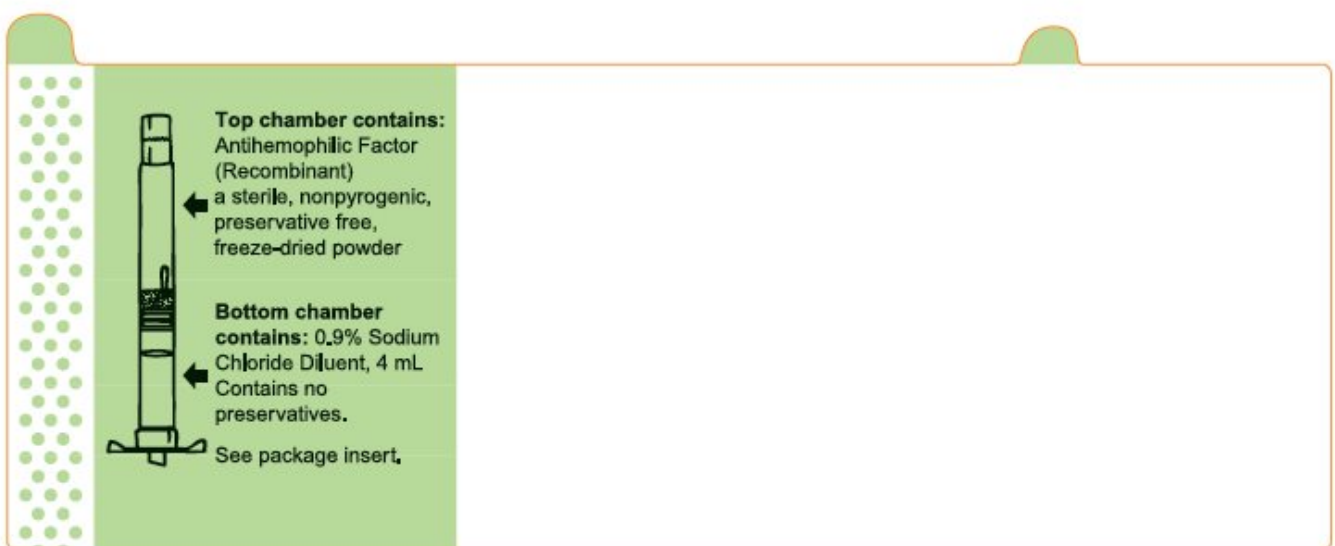 Top chamber contains:
Antihemophilic Factor
(Recombinant)
a sterile, nonpyrogenic,
preservative free,
freeze-dried powder
Bottom chamber
contains: 0.9% Sodium
Chloride Diluent, 4 mL
Contains no
preservatives.
See package insert.